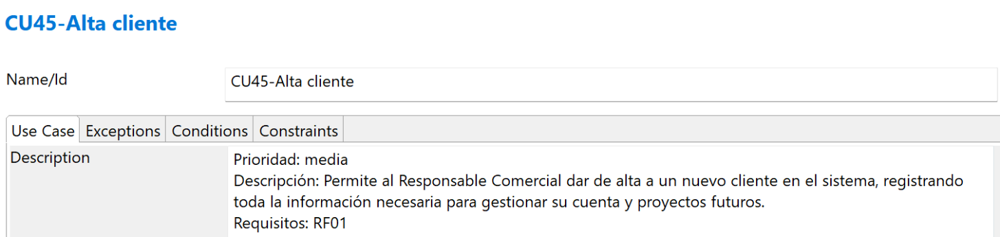 CU45-Alta cliente
Name/Id
CU45-Alta cliente
Use Case
Exceptions
Conditions
Constraints
Description
Prioridad: media
Descripción: Permite al Responsable Comercial dar de alta a un nuevo cliente en el sistema, registrando
toda la información necesaria para gestionar su cuenta y proyectos futuros.
Requisitos: RF01